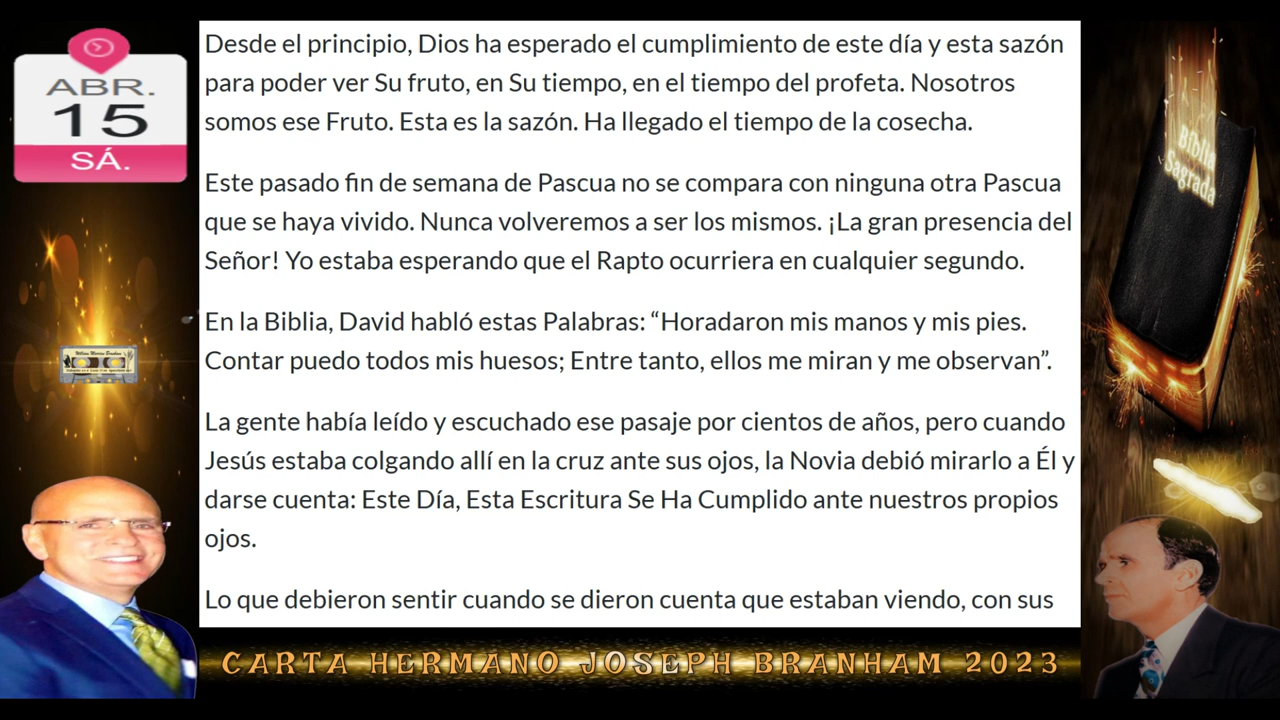 ABR.
15
SÁ.
Desde el principio, Dios ha esperado el cumplimiento de este día y esta sazón
para poder ver Su fruto, en Su tiempo, en el tiempo del profeta. Nosotros
somos ese Fruto. Esta es la sazón. Ha llegado el tiempo de la cosecha.
Este pasado fin de semana de Pascua no se compara con ninguna otra Pascua
que se haya vivido. Nunca volveremos a ser los mismos. ¡La gran presencia del
Señor! Yo estaba esperando que el Rapto ocurriera en cualquier segundo.
En la Biblia, David habló estas Palabras: “Horadaron mis manos y mis pies.
Contar puedo todos mis huesos; Entre tanto, ellos me miran y me observan”.
La gente había leído y escuchado ese pasaje por cientos de años, pero cuando
Jesús estaba colgando allí en la cruz ante sus ojos, la Novia debió mirarlo a Él y
darse cuenta: Este Día, Esta Escritura Se Ha Cumplido ante nuestros propios
ojos.
Lo que debieron sentir cuando se dieron cuenta que estaban viendo, con sus
Bíblia
Sagrada
CARTA HERMANO JOSEPH BRANHAM 2023